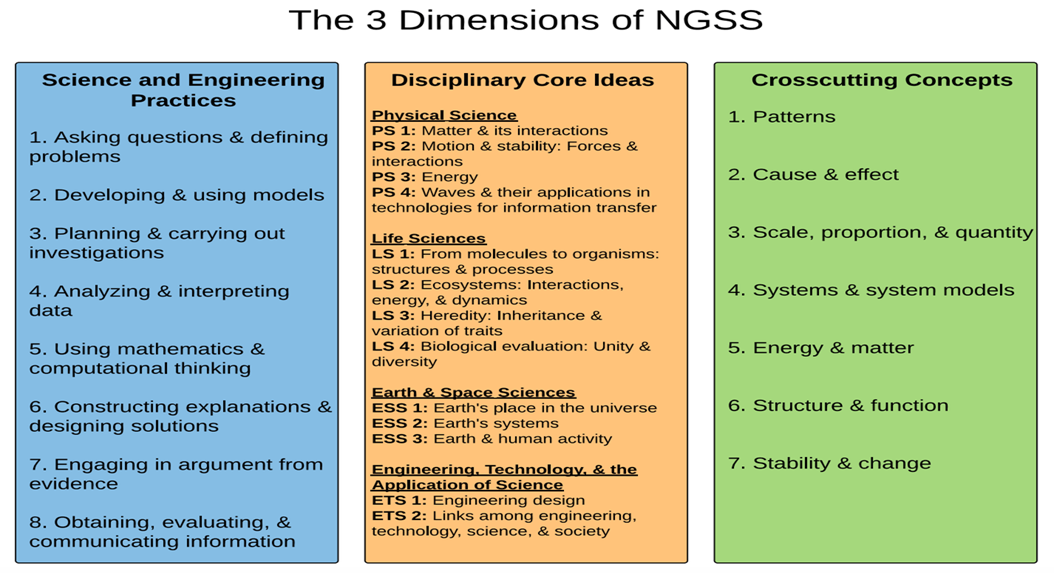 The 3 Dimensions of NGSS
Science and Engineering
Practices
1. Asking questions & defining
problems
2. Developing & using models
3. Planning & carrying out
investigations
4. Analyzing & interpreting
data
5. Using mathematics &
computational thinking
6. Constructing explanations &
designing solutions
7. Engaging in argument from
evidence
8. Obtaining, evaluating, &
communicating information
Disciplinary Core Ideas
Physical Science
PS 1: Matter & its interactions
PS 2: Motion & stability: Forces &
interactions
PS 3: Energy
PS 4: Waves & their applications in
technologies for information transfer
Life Sciences
LS 1: From molecules to organisms:
structures & processes
LS 2: Ecosystems: Interactions,
energy, & dynamics
LS 3: Heredity: Inheritance &
variation of traits
LS 4: Biological evaluation: Unity &
diversity
Earth & Space Sciences
ESS 1: Earth's place in the universe
ESS 2: Earth's systems
ESS 3: Earth & human activity
Engineering, Technology, & the
Application of Science
ETS 1: Engineering design
ETS 2: Links among engineering,
technology, science, & society
Crosscutting Concepts
1. Patterns
2. Cause & effect
3. Scale, proportion, & quantity
4. Systems & system models
5. Energy & matter
6. Structure & function
7. Stability & change